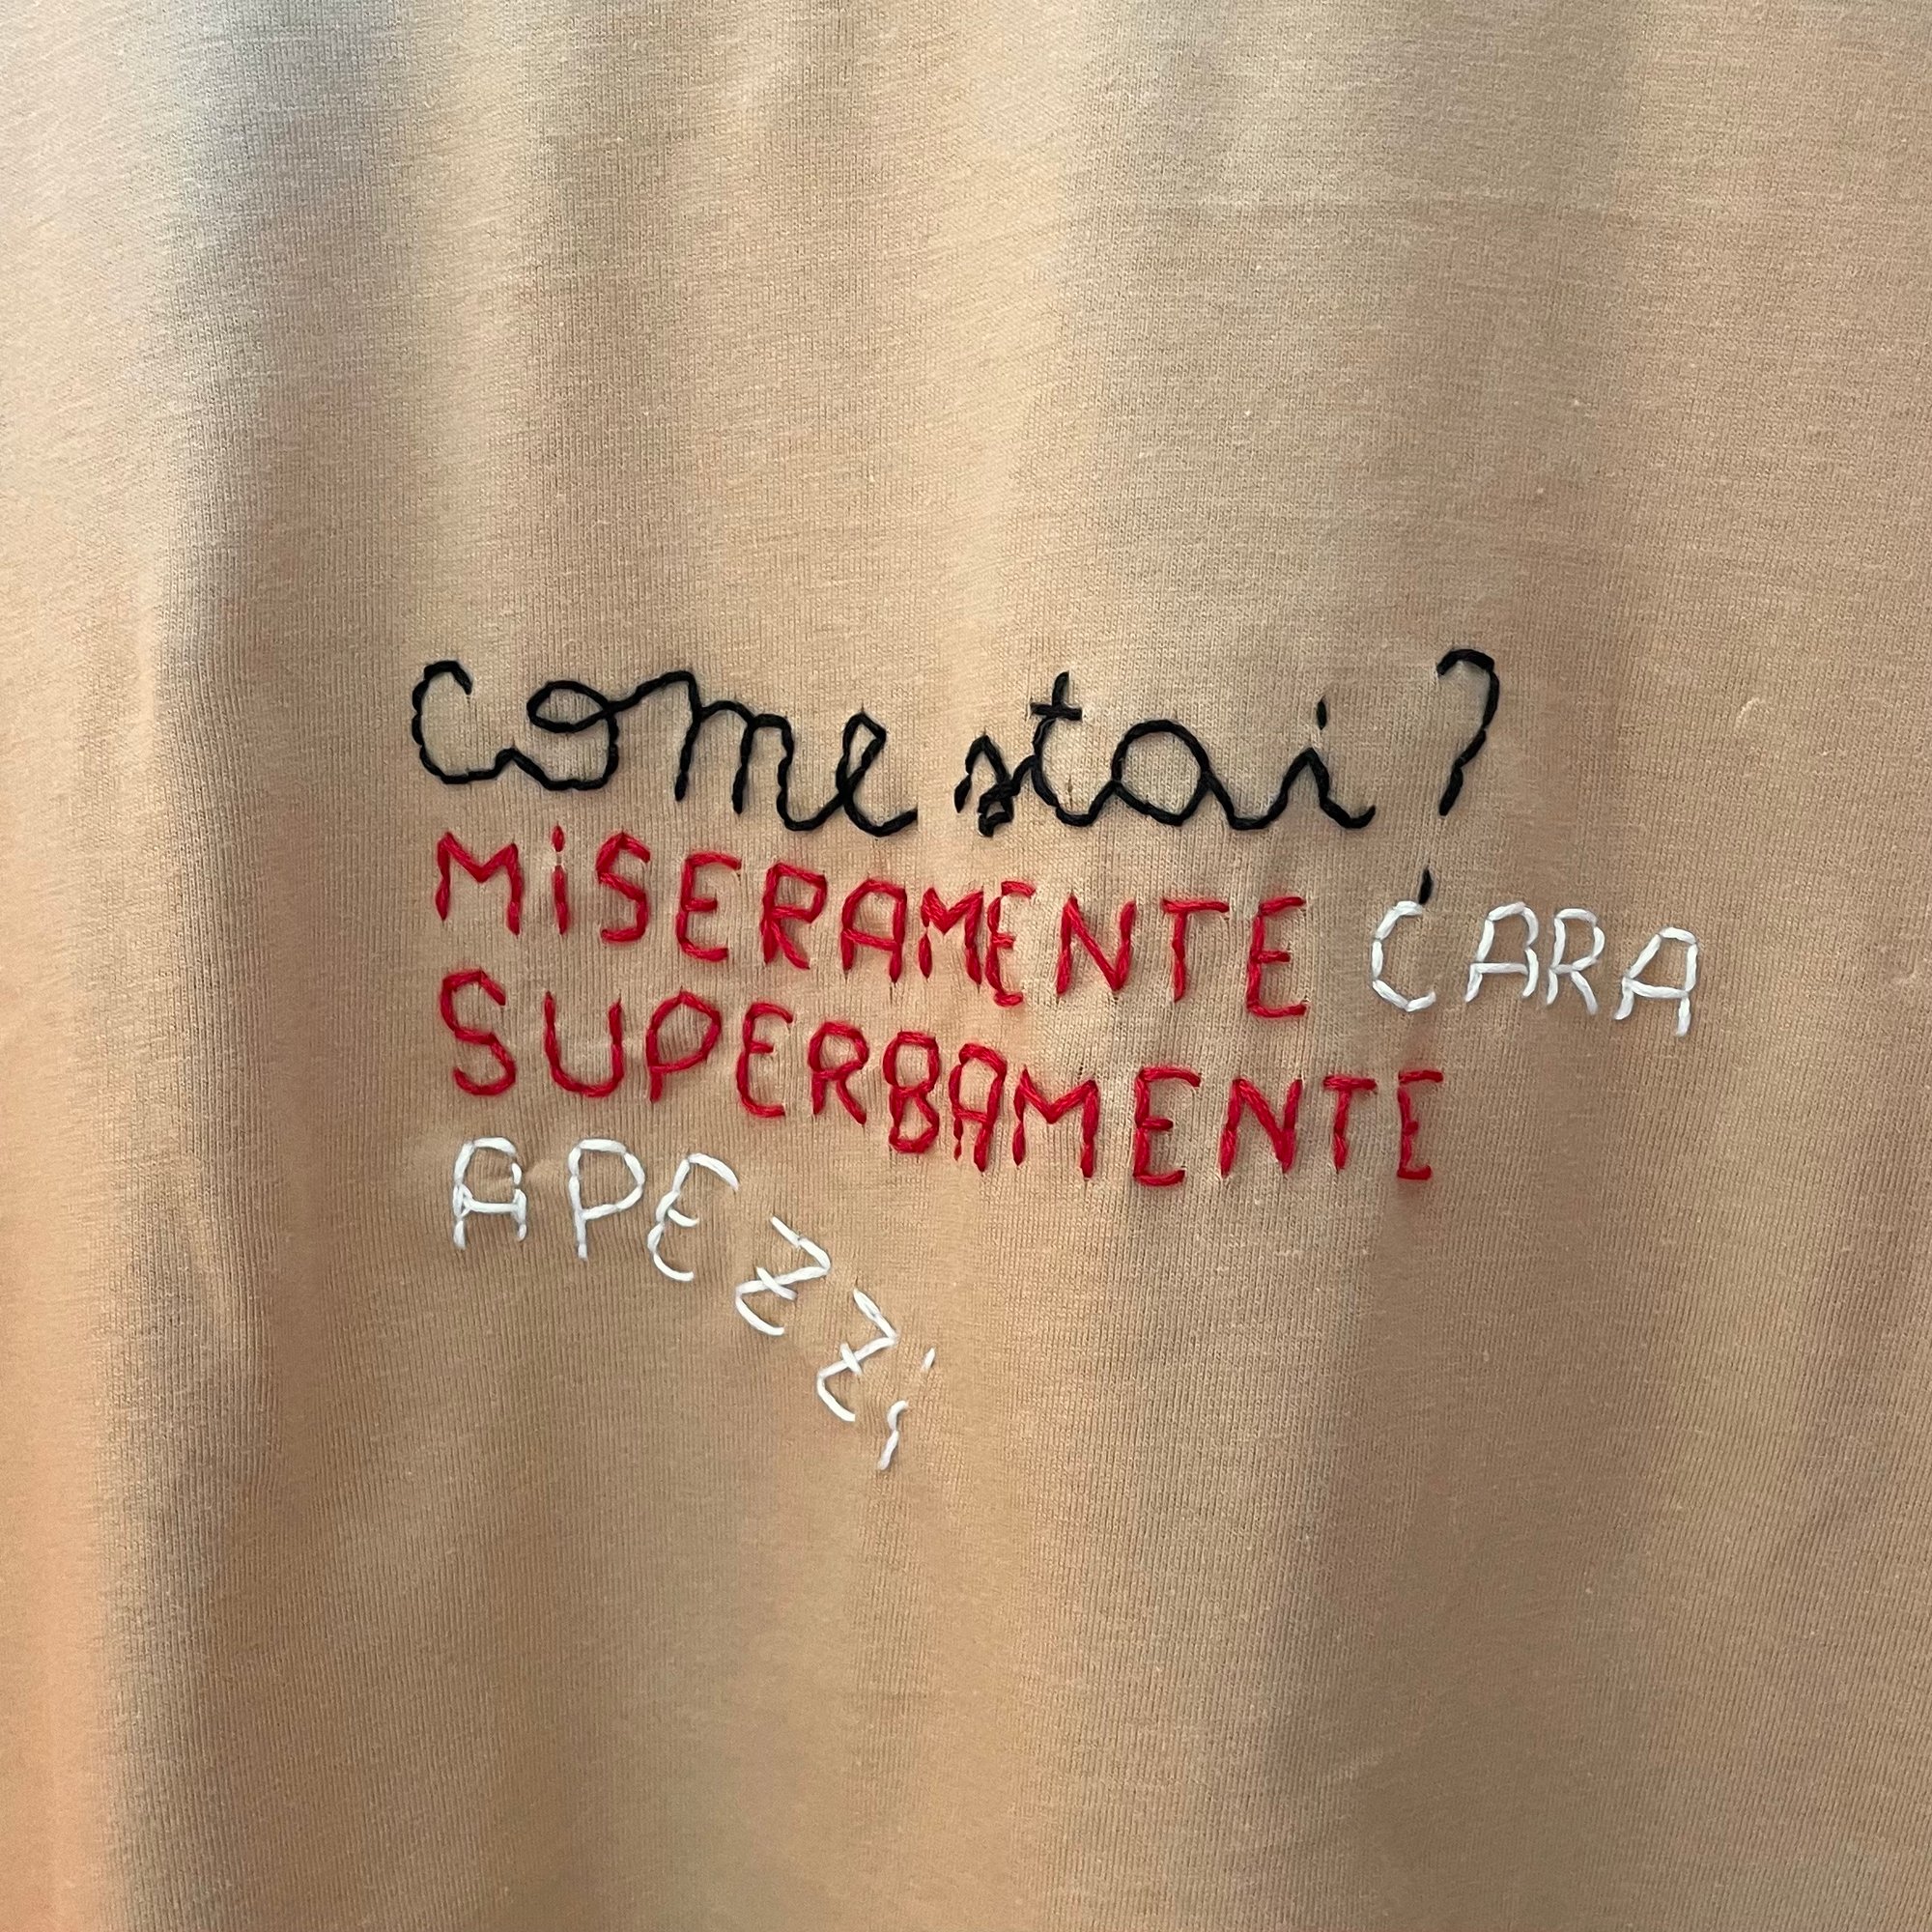 come stai?
MiSERAMENTE CARA
SUPERBAMENTE
A PEZZi